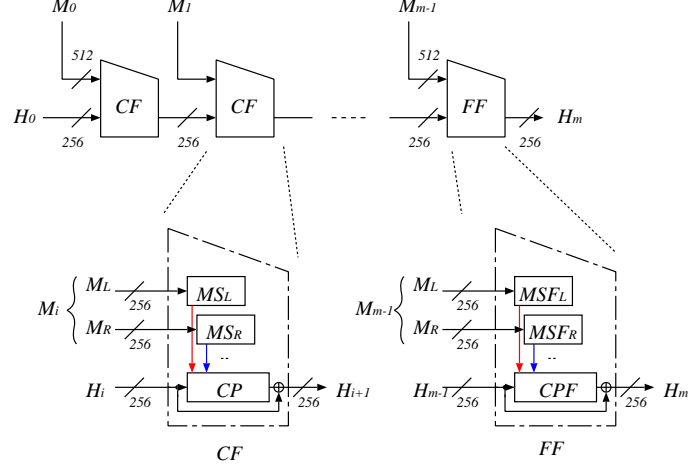 M0 M1 Mm-1
512 512
CF CF FF
H0 Hm
256 256 256 256
ML ML
MSL MSFL
256 256
Mi Mm-1
MR MR
MSR MSFR
256 256
Hi CP Hi+1 Hm-1 CPF Hm
256 256 256 256
CF FF